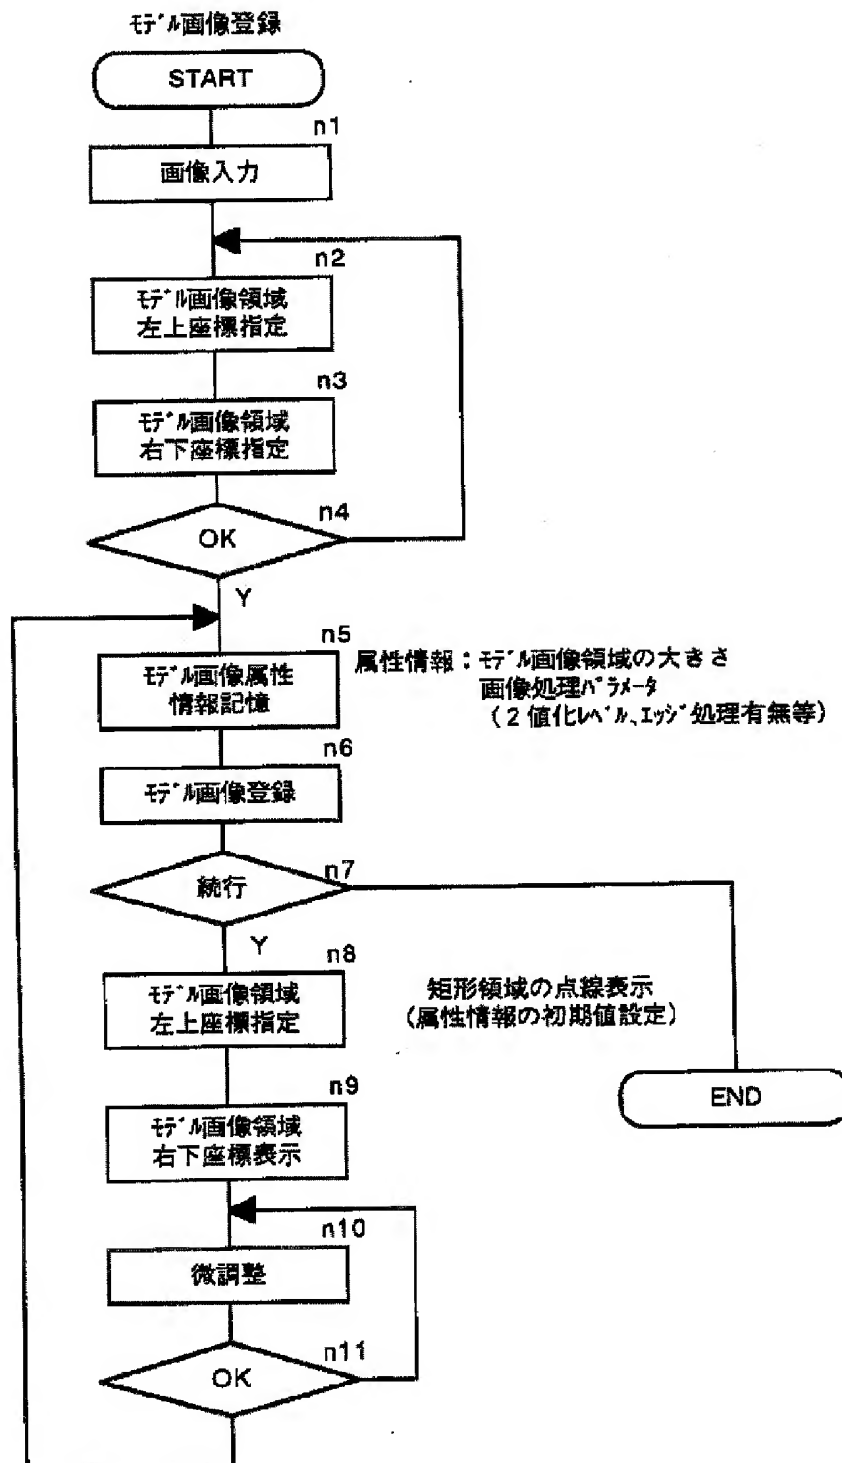 ﾓﾃﾞﾙ画像登録
START
n1
画像入力
n2
ﾓﾃﾞﾙ画像領域
左上座標指定
n3
ﾓﾃﾞﾙ画像領域
右下座標指定
n4
OK
Y
n5
ﾓﾃﾞﾙ画像属性
情報記憶
属性情報：ﾓﾃﾞﾙ画像領域の大きさ
画像処理ﾊﾟﾗﾒｰﾀ
（２値化ﾚﾍﾞﾙ、ｴｯｼﾞ処理有無等）
n6
ﾓﾃﾞﾙ画像登録
n7
続行
Y
n8
ﾓﾃﾞﾙ画像領域
左上座標指定
矩形領域の点線表示
（属性情報の初期値設定）
n9
ﾓﾃﾞﾙ画像領域
右下座標表示
END
n10
微調整
n11
OK